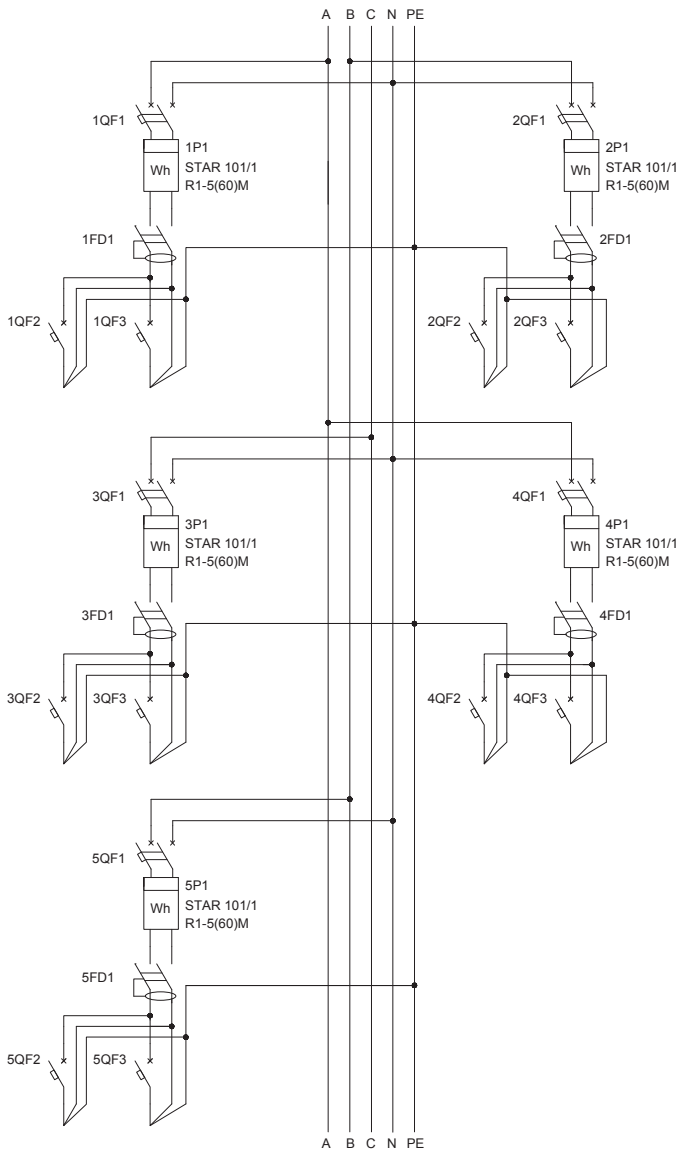 A B C N PE
1QF1
1P1
Wh
STAR 101/1
R1-5(60)M
1FD1
1QF2
1QF3
2QF1
2P1
Wh
STAR 101/1
R1-5(60)M
2FD1
2QF2
2QF3
3QF1
3P1
Wh
STAR 101/1
R1-5(60)M
3FD1
3QF2
3QF3
4QF1
4P1
Wh
STAR 101/1
R1-5(60)M
4FD1
4QF2
4QF3
5QF1
5P1
Wh
STAR 101/1
R1-5(60)M
5FD1
5QF2
5QF3
A B C N PE